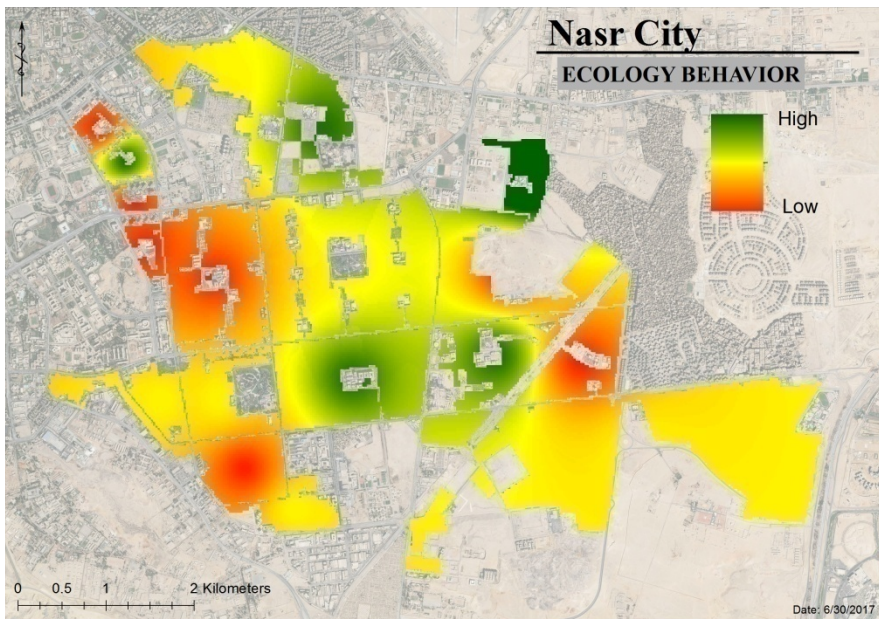 Nasr City
ECOLOGY BEHAVIOR
High
Low
0 0.5 1 2 Kilometers
Date: 6/30/2017